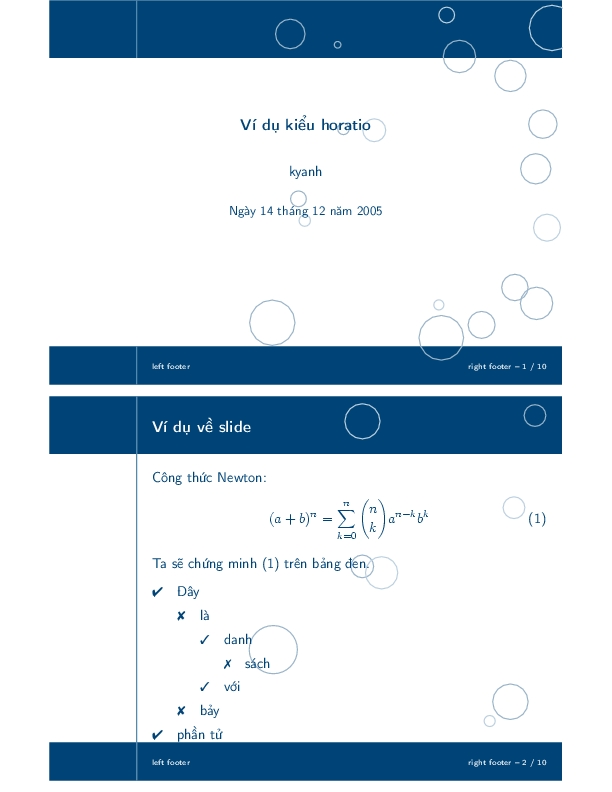 Ví dụ kiểu horatio
kyanh
Ngày 14 tháng 12 năm 2005
left footer
right footer – 1 / 10
Ví dụ về slide
Công thức Newton:
(a + b)^n = ∑_{k=0}^{n} \binom{n}{k} a^{n−k} b^k (1)
Ta sẽ chứng minh (1) trên bảng đen.
✔ Đây
✘ là
✓ danh
✗ sách
✓ với
✘ bảy
✔ phần tử
left footer
right footer – 2 / 10